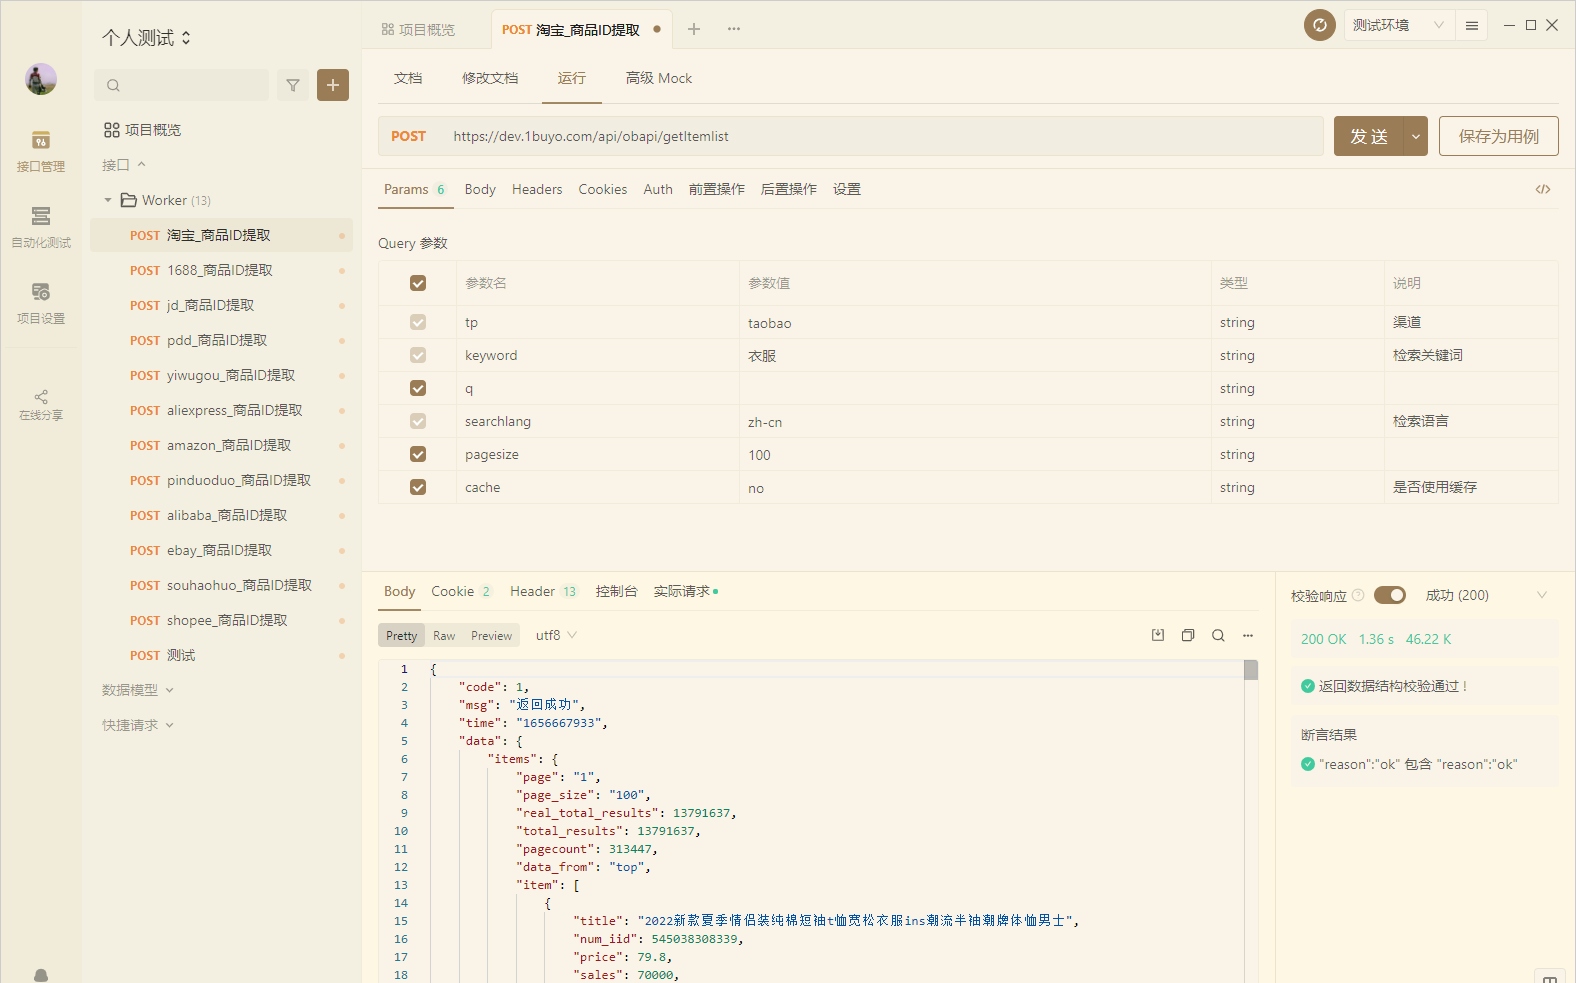 个人测试
项目概览
POST 淘宝_商品ID提取
测试环境
文档
修改文档
运行
高级 Mock
接口管理
自动化测试
项目设置
在线分享
项目概览
接口
Worker (13)
POST 淘宝_商品ID提取
POST 1688_商品ID提取
POST jd_商品ID提取
POST pdd_商品ID提取
POST yiwugou_商品ID提取
POST aliexpress_商品ID提取
POST amazon_商品ID提取
POST pinduoduo_商品ID提取
POST alibaba_商品ID提取
POST ebay_商品ID提取
POST souhaohuo_商品ID提取
POST shopee_商品ID提取
POST 测试
数据模型
快捷请求
POST https://dev.1buyo.com/api/obapi/getItemlist
发 送
保存为用例
Params 6 Body Headers Cookies Auth 前置操作 后置操作 设置
Query 参数
参数名 参数值 类型 说明
tp taobao string 渠道
keyword 衣服 string 检索关键词
q string
searchlang zh-cn string 检索语言
pagesize 100 string
cache no string 是否使用缓存
Body Cookie 2 Header 13 控制台 实际请求
Pretty Raw Preview utf8
1 {
2 "code": 1,
3 "msg": "返回成功",
4 "time": "1656667933",
5 "data": {
6 "items": {
7 "page": "1",
8 "page_size": "100",
9 "real_total_results": 13791637,
10 "total_results": 13791637,
11 "pagecount": 313447,
12 "data_from": "top",
13 "item": [
14 {
15 "title": "2022新款夏季情侣装纯棉短袖t恤宽松衣服ins潮流半袖潮牌体恤男士",
16 "num_iid": 545038308339,
17 "price": 79.8,
18 "sales": 70000,
校验响应 ? 成功 (200)
200 OK 1.36 s 46.22 K
返回数据结构校验通过！
断言结果
"reason":"ok" 包含 "reason":"ok"